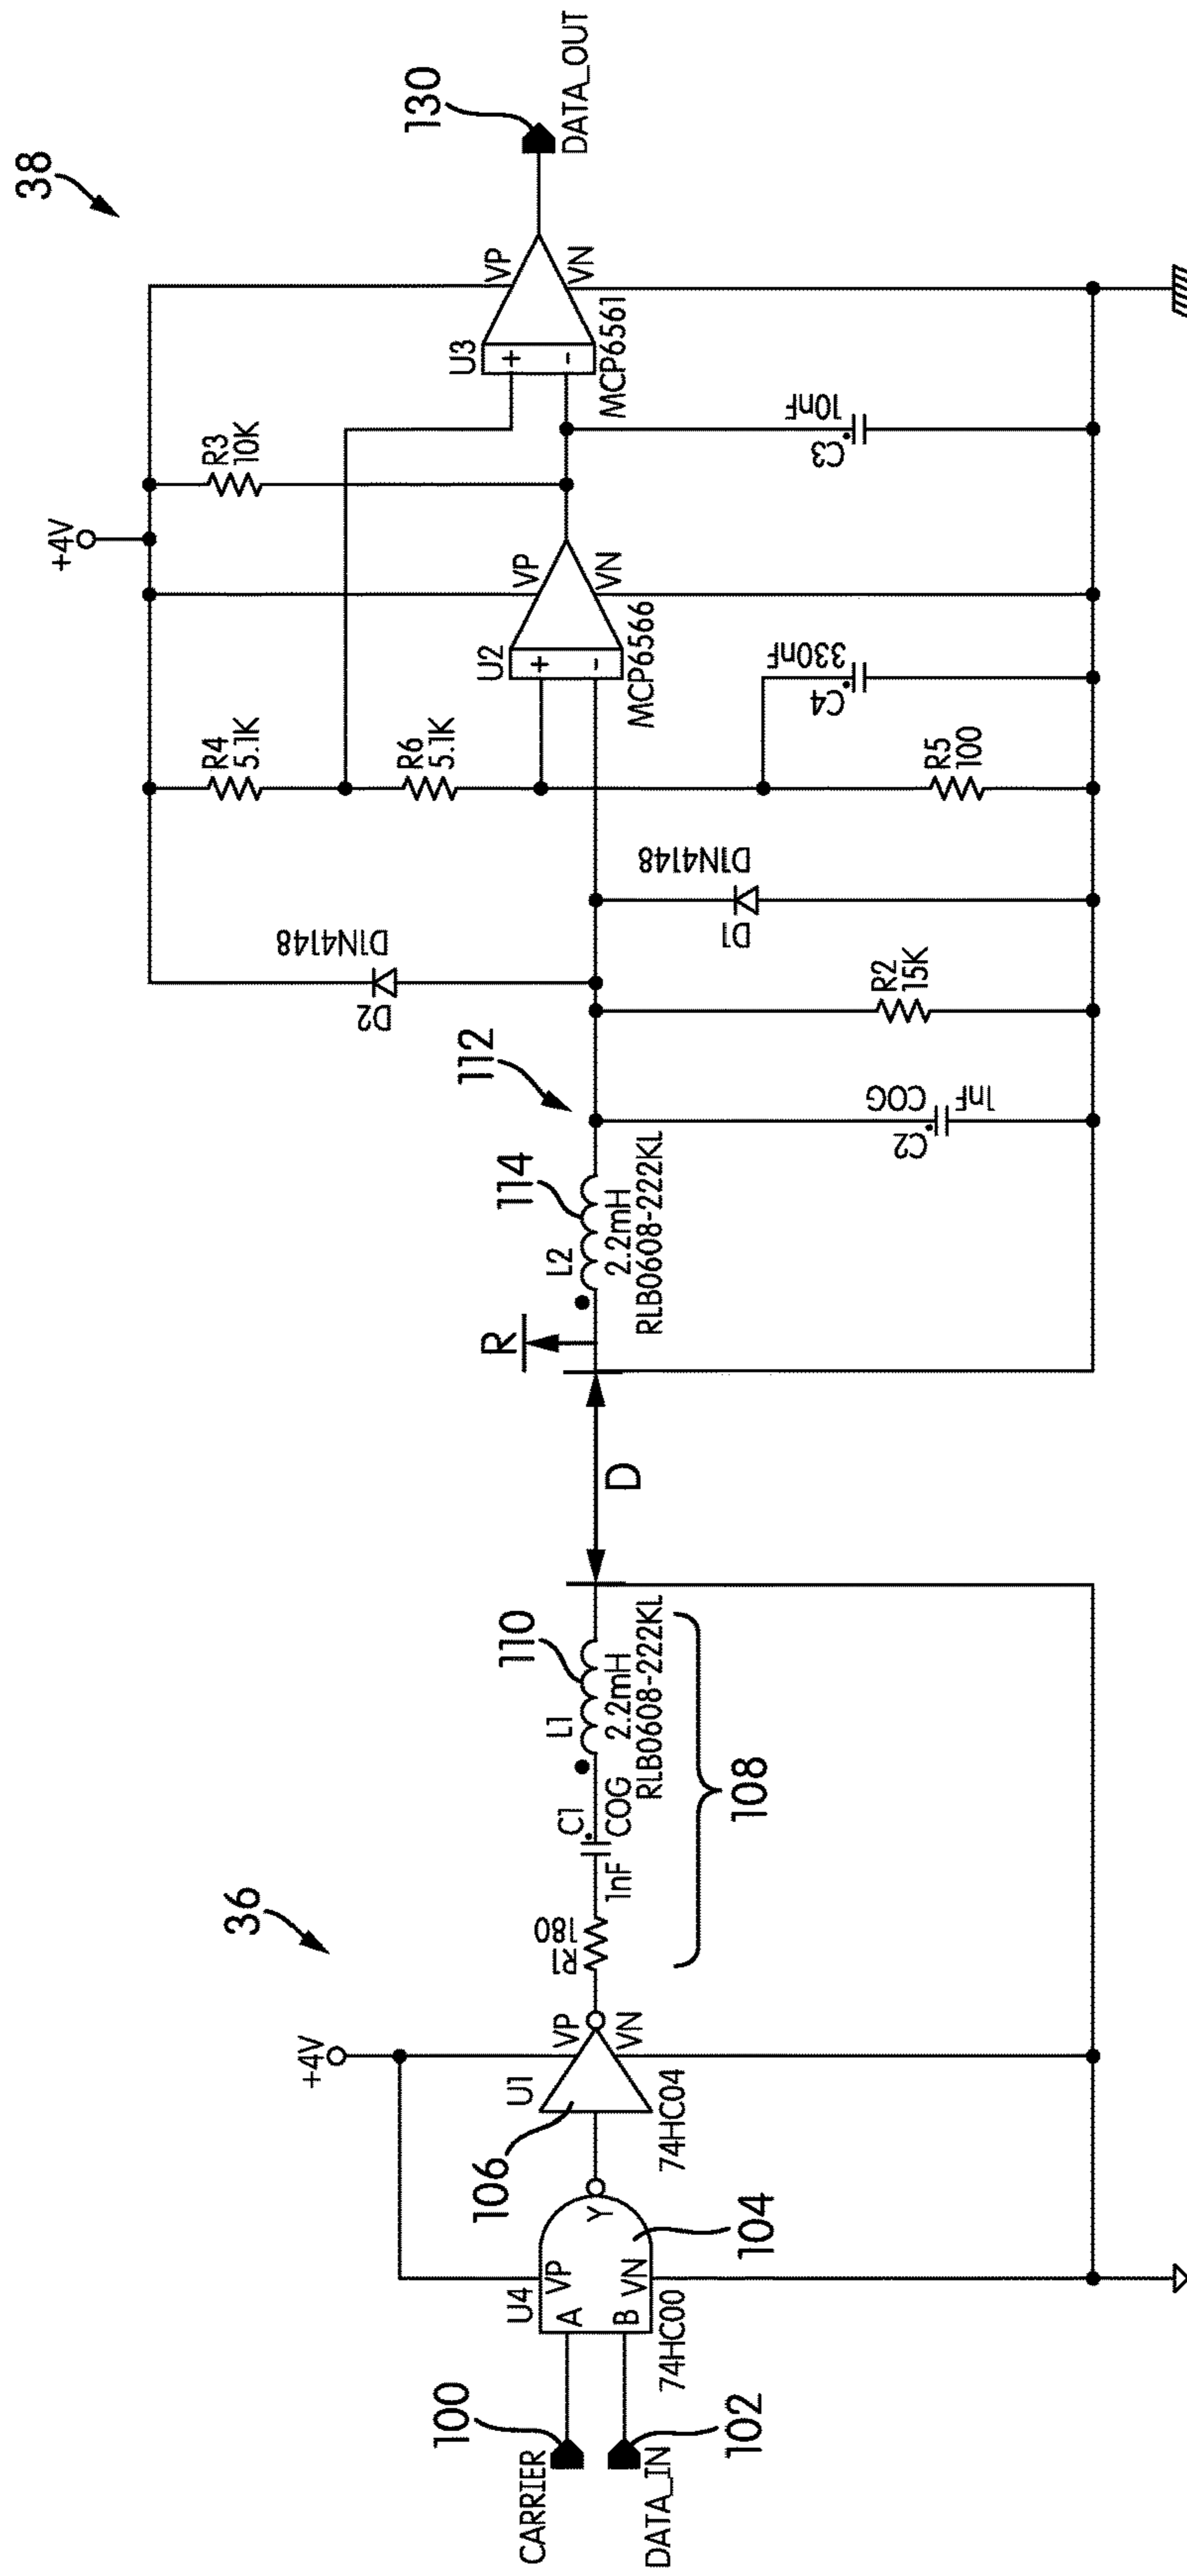 38
36
+4V
R4
5.1K
R3
10K
D1N4148
D2
130
DATA_OUT
U3
VP
+
-
VN
MCP6561
U2
VP
+
-
VN
MCP6566
R6
5.1K
112
114
L2
2.2mH
RLB0608-222KL
R
D
C2
COG
1nF
R2
15K
D1N4148
D1
R5
100
330nF
C4
10nF
C3
+4V
100
CARRIER
DATA_IN
102
U4
VP
A
B
VN
Y
74HC00
104
106
U1
VP
VN
74HC04
R1
180
C1
1nF
COG
110
L1
2.2mH
RLB0608-222KL
108